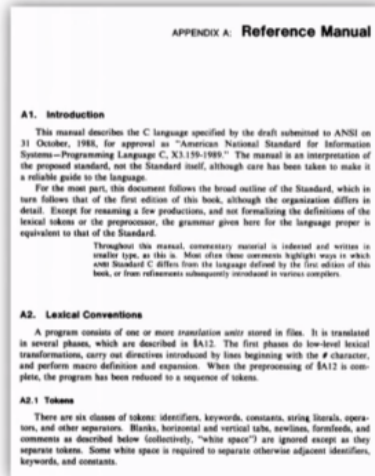 APPENDIX A: Reference Manual
A1. Introduction
This manual describes the C language specified by the draft submitted to ANSI on
31 October, 1988, for approval as "American National Standard for Information
Systems—Programming Language C, X3.159-1989." The manual is an interpretation of
the proposed standard, not the Standard itself, although care has been taken to make it
a reliable guide to the language.
For the most part, this document follows the broad outline of the Standard, which in
turn follows that of the first edition of this book, although the organization differs in
detail. Except for renaming a few productions, and not formalizing the definitions of the
lexical tokens or the preprocessor, the grammar given here for the language proper is
equivalent to that of the Standard.
Throughout this manual, commentary material is indented and written in
smaller type, as this is. Most often these comments highlight ways in which
ANSI Standard C differs from the language defined by the first edition of this
book, or from refinements subsequently introduced in various compilers.
A2. Lexical Conventions
A program consists of one or more translation units stored in files. It is translated
in several phases, which are described in §A12. The first phases do low-level lexical
transformations, carry out directives introduced by lines beginning with the # character,
and perform macro definition and expansion. When the preprocessing of §A12 is com-
plete, the program has been reduced to a sequence of tokens.
A2.1 Tokens
There are six classes of tokens: identifiers, keywords, constants, string literals, opera-
tors, and other separators. Blanks, horizontal and vertical tabs, newlines, formfeeds, and
comments as described below (collectively, "white space") are ignored except as they
separate tokens. Some white space is required to separate otherwise adjacent identifiers,
keywords, and constants.